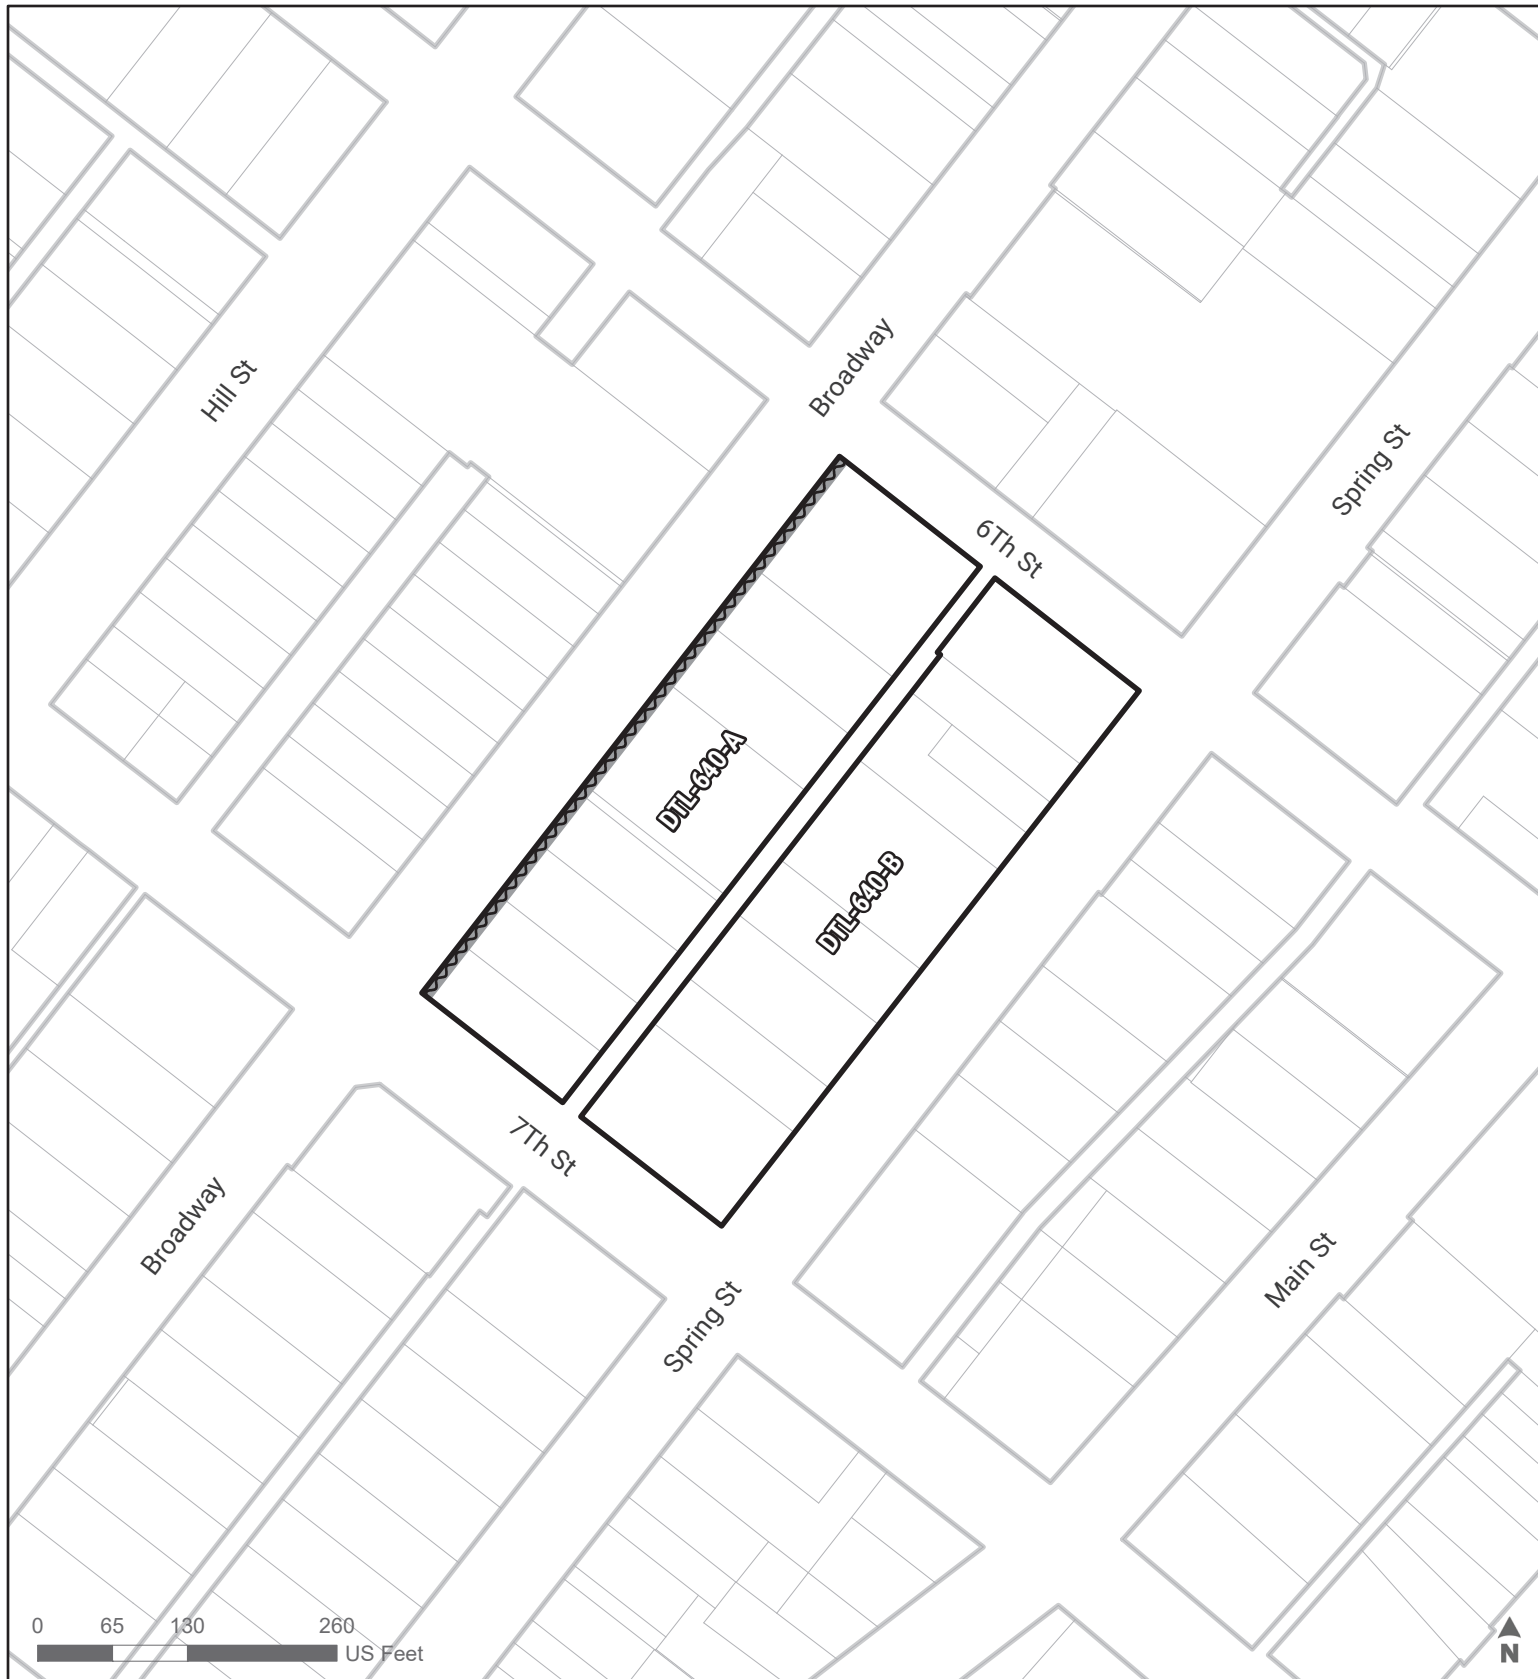 Broadway
Hill St
Spring St
6Th St
DTL-640-A
DTL-640-B
7Th St
Broadway
Main St
Spring St
0 65 130 260
US Feet
N